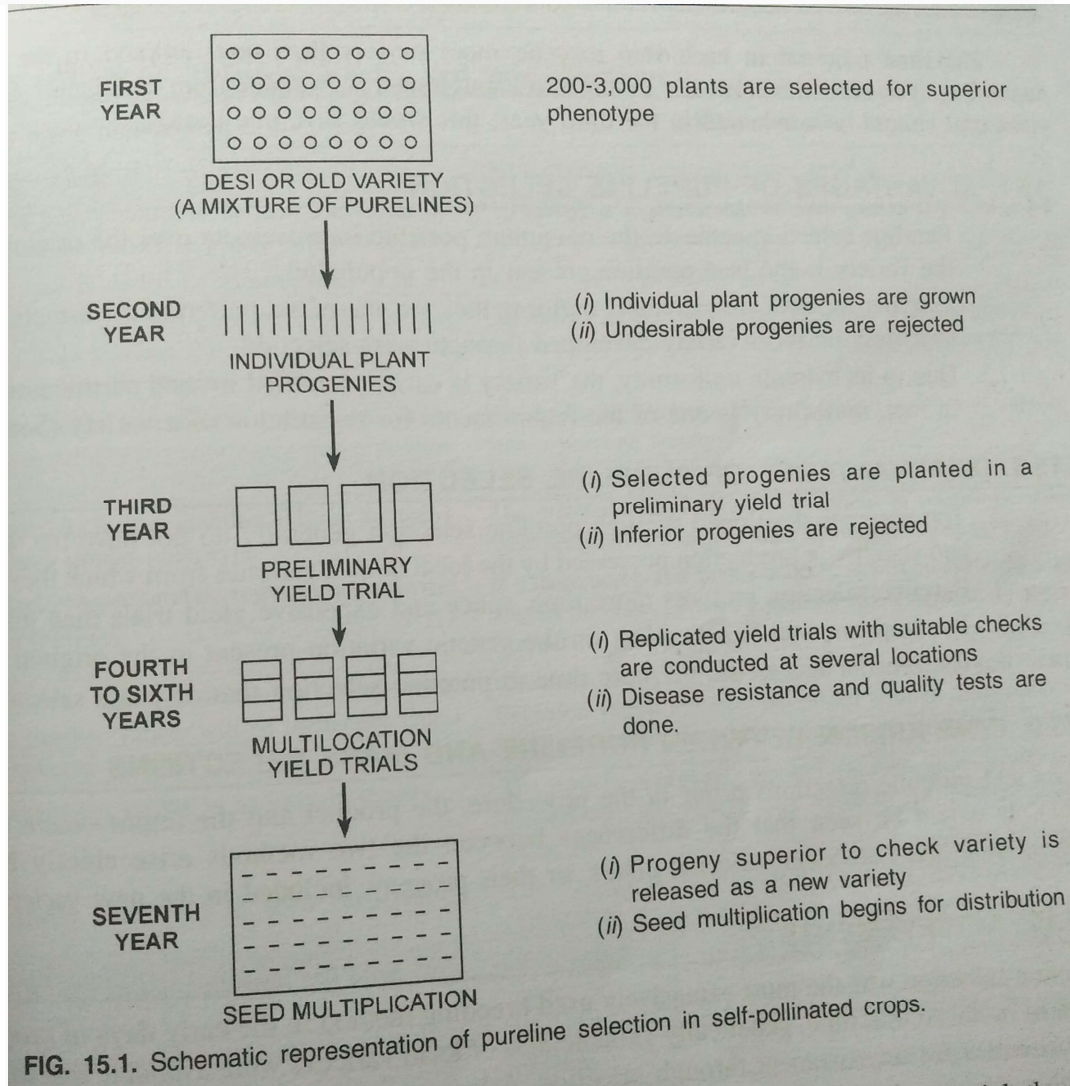 FIRST
YEAR
200-3,000 plants are selected for superior
phenotype
DESI OR OLD VARIETY
(A MIXTURE OF PURELINES)
SECOND
YEAR
(i) Individual plant progenies are grown
(ii) Undesirable progenies are rejected
INDIVIDUAL PLANT
PROGENIES
THIRD
YEAR
(i) Selected progenies are planted in a
preliminary yield trial
(ii) Inferior progenies are rejected
PRELIMINARY
YIELD TRIAL
FOURTH
TO SIXTH
YEARS
(i) Replicated yield trials with suitable checks
are conducted at several locations
(ii) Disease resistance and quality tests are
done.
MULTILOCATION
YIELD TRIALS
SEVENTH
YEAR
(i) Progeny superior to check variety is
released as a new variety
(ii) Seed multiplication begins for distribution
SEED MULTIPLICATION
FIG. 15.1. Schematic representation of pureline selection in self-pollinated crops.